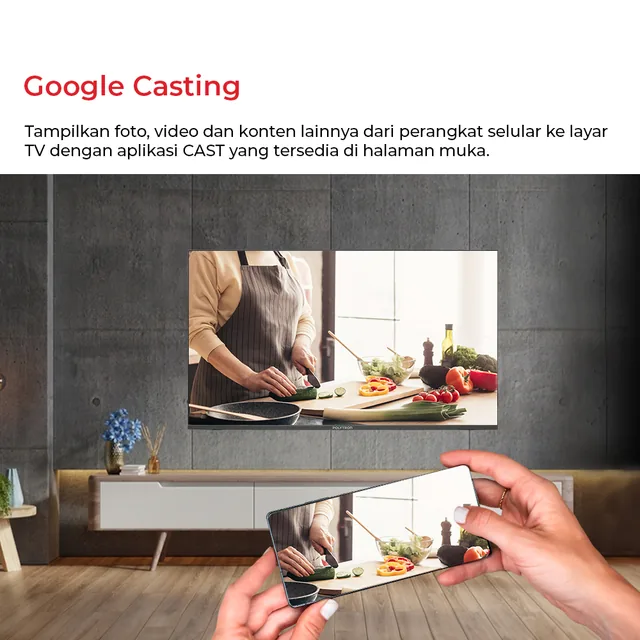 Google Casting
Tampilkan foto, video dan konten lainnya dari perangkat selular ke layar
TV dengan aplikasi CAST yang tersedia di halaman muka.
POLYTRON